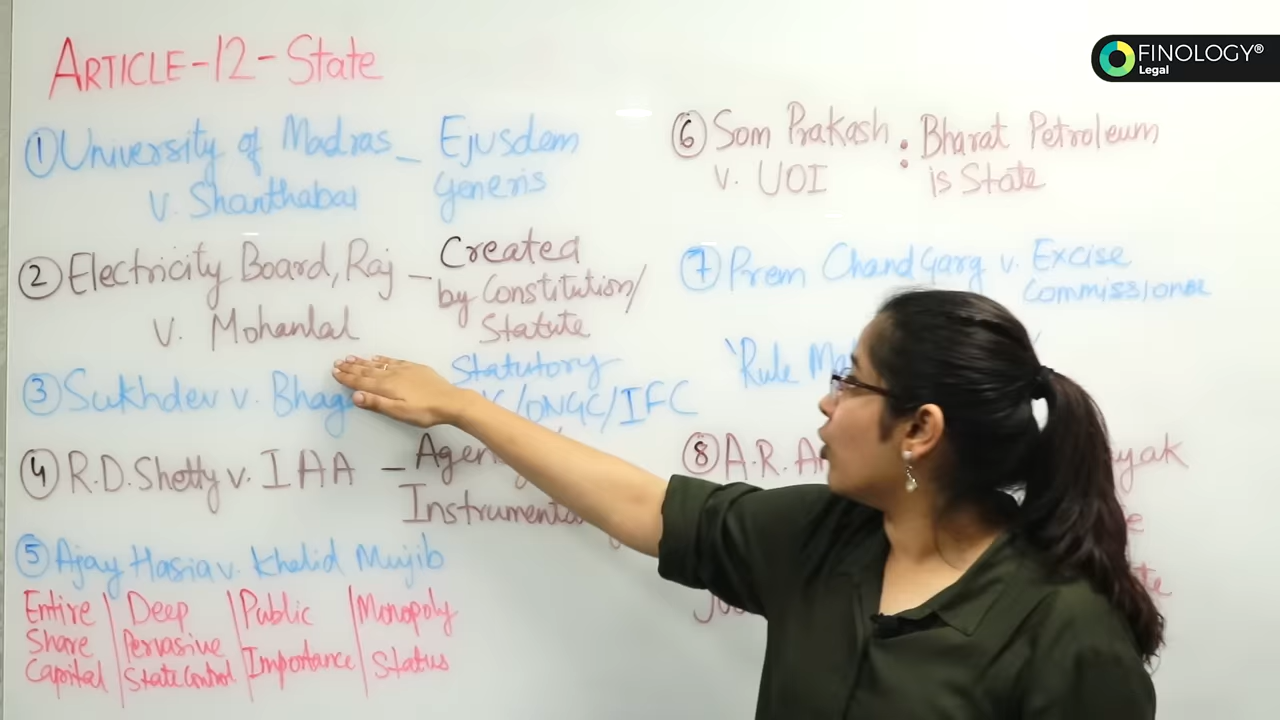 FINOLOGY®
Legal
ARTICLE-12-State
① University of Madras - Ejusdem
v. Shanthabai Generis
② Electricity Board, Raj - Created
by Constitution/
v. Mohanlal Statute
③ Sukhdev v. Statutory
/ONGC/IFC
④ R.D. Shetty v. IAA -
⑤ Ajay Hasia v. Khalid Mujib
Entire | Deep | Public | Monopoly
Share Pervasive
Capital State Control Importance Status
⑥ Som Prakash : Bharat Petroleum
v. UOI is State
⑦ Prem Chand Garg v. Excise
Commissioner
'Rule
⑧ A.R.